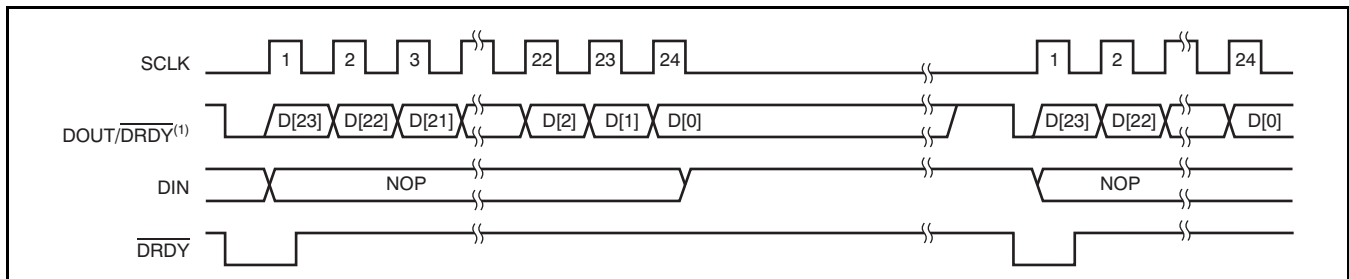 SCLK 1 2 3 22 23 24 1 2 24
DOUT/DRDY(1) D[23] D[22] D[21] D[2] D[1] D[0] D[23] D[22] D[0]
DIN NOP NOP
DRDY